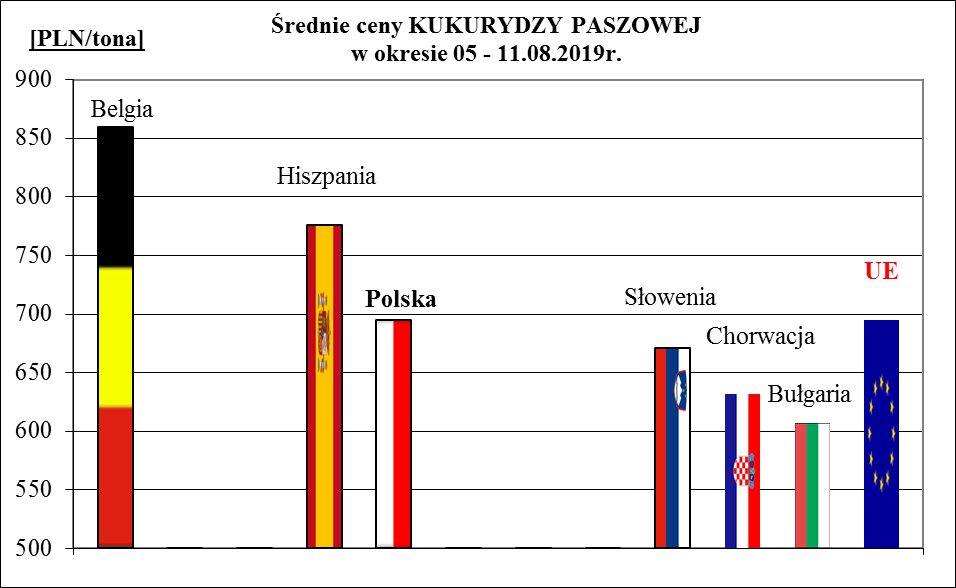 Średnie ceny KUKURYDZY PASZOWEJ
w okresie 05 - 11.08.2019r.
[PLN/tona]
900
850
800
750
700
650
600
550
500
Belgia
Hiszpania
Polska
Słowenia
Chorwacja
Bułgaria
UE